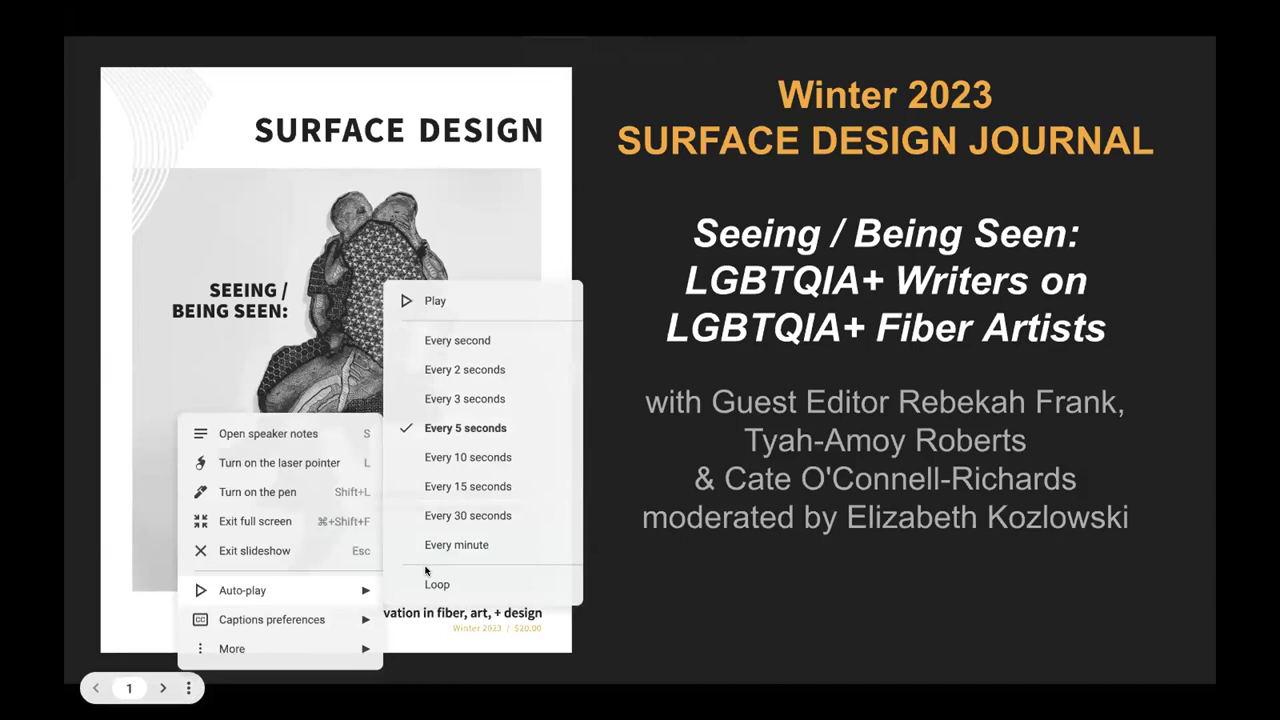 SURFACE DESIGN
SEEING /
BEING SEEN:
vation in fiber, art, + design
Winter 2023 / $20.00
Winter 2023
SURFACE DESIGN JOURNAL
Seeing / Being Seen:
LGBTQIA+ Writers on
LGBTQIA+ Fiber Artists
with Guest Editor Rebekah Frank,
Tyah-Amoy Roberts
& Cate O'Connell-Richards
moderated by Elizabeth Kozlowski
Play
Every second
Every 2 seconds
Every 3 seconds
Every 5 seconds
Every 10 seconds
Every 15 seconds
Every 30 seconds
Every minute
Loop
Open speaker notes S
Turn on the laser pointer L
Turn on the pen Shift+L
Exit full screen ⌘+Shift+F
Exit slideshow Esc
Auto-play
CC Captions preferences
More
1